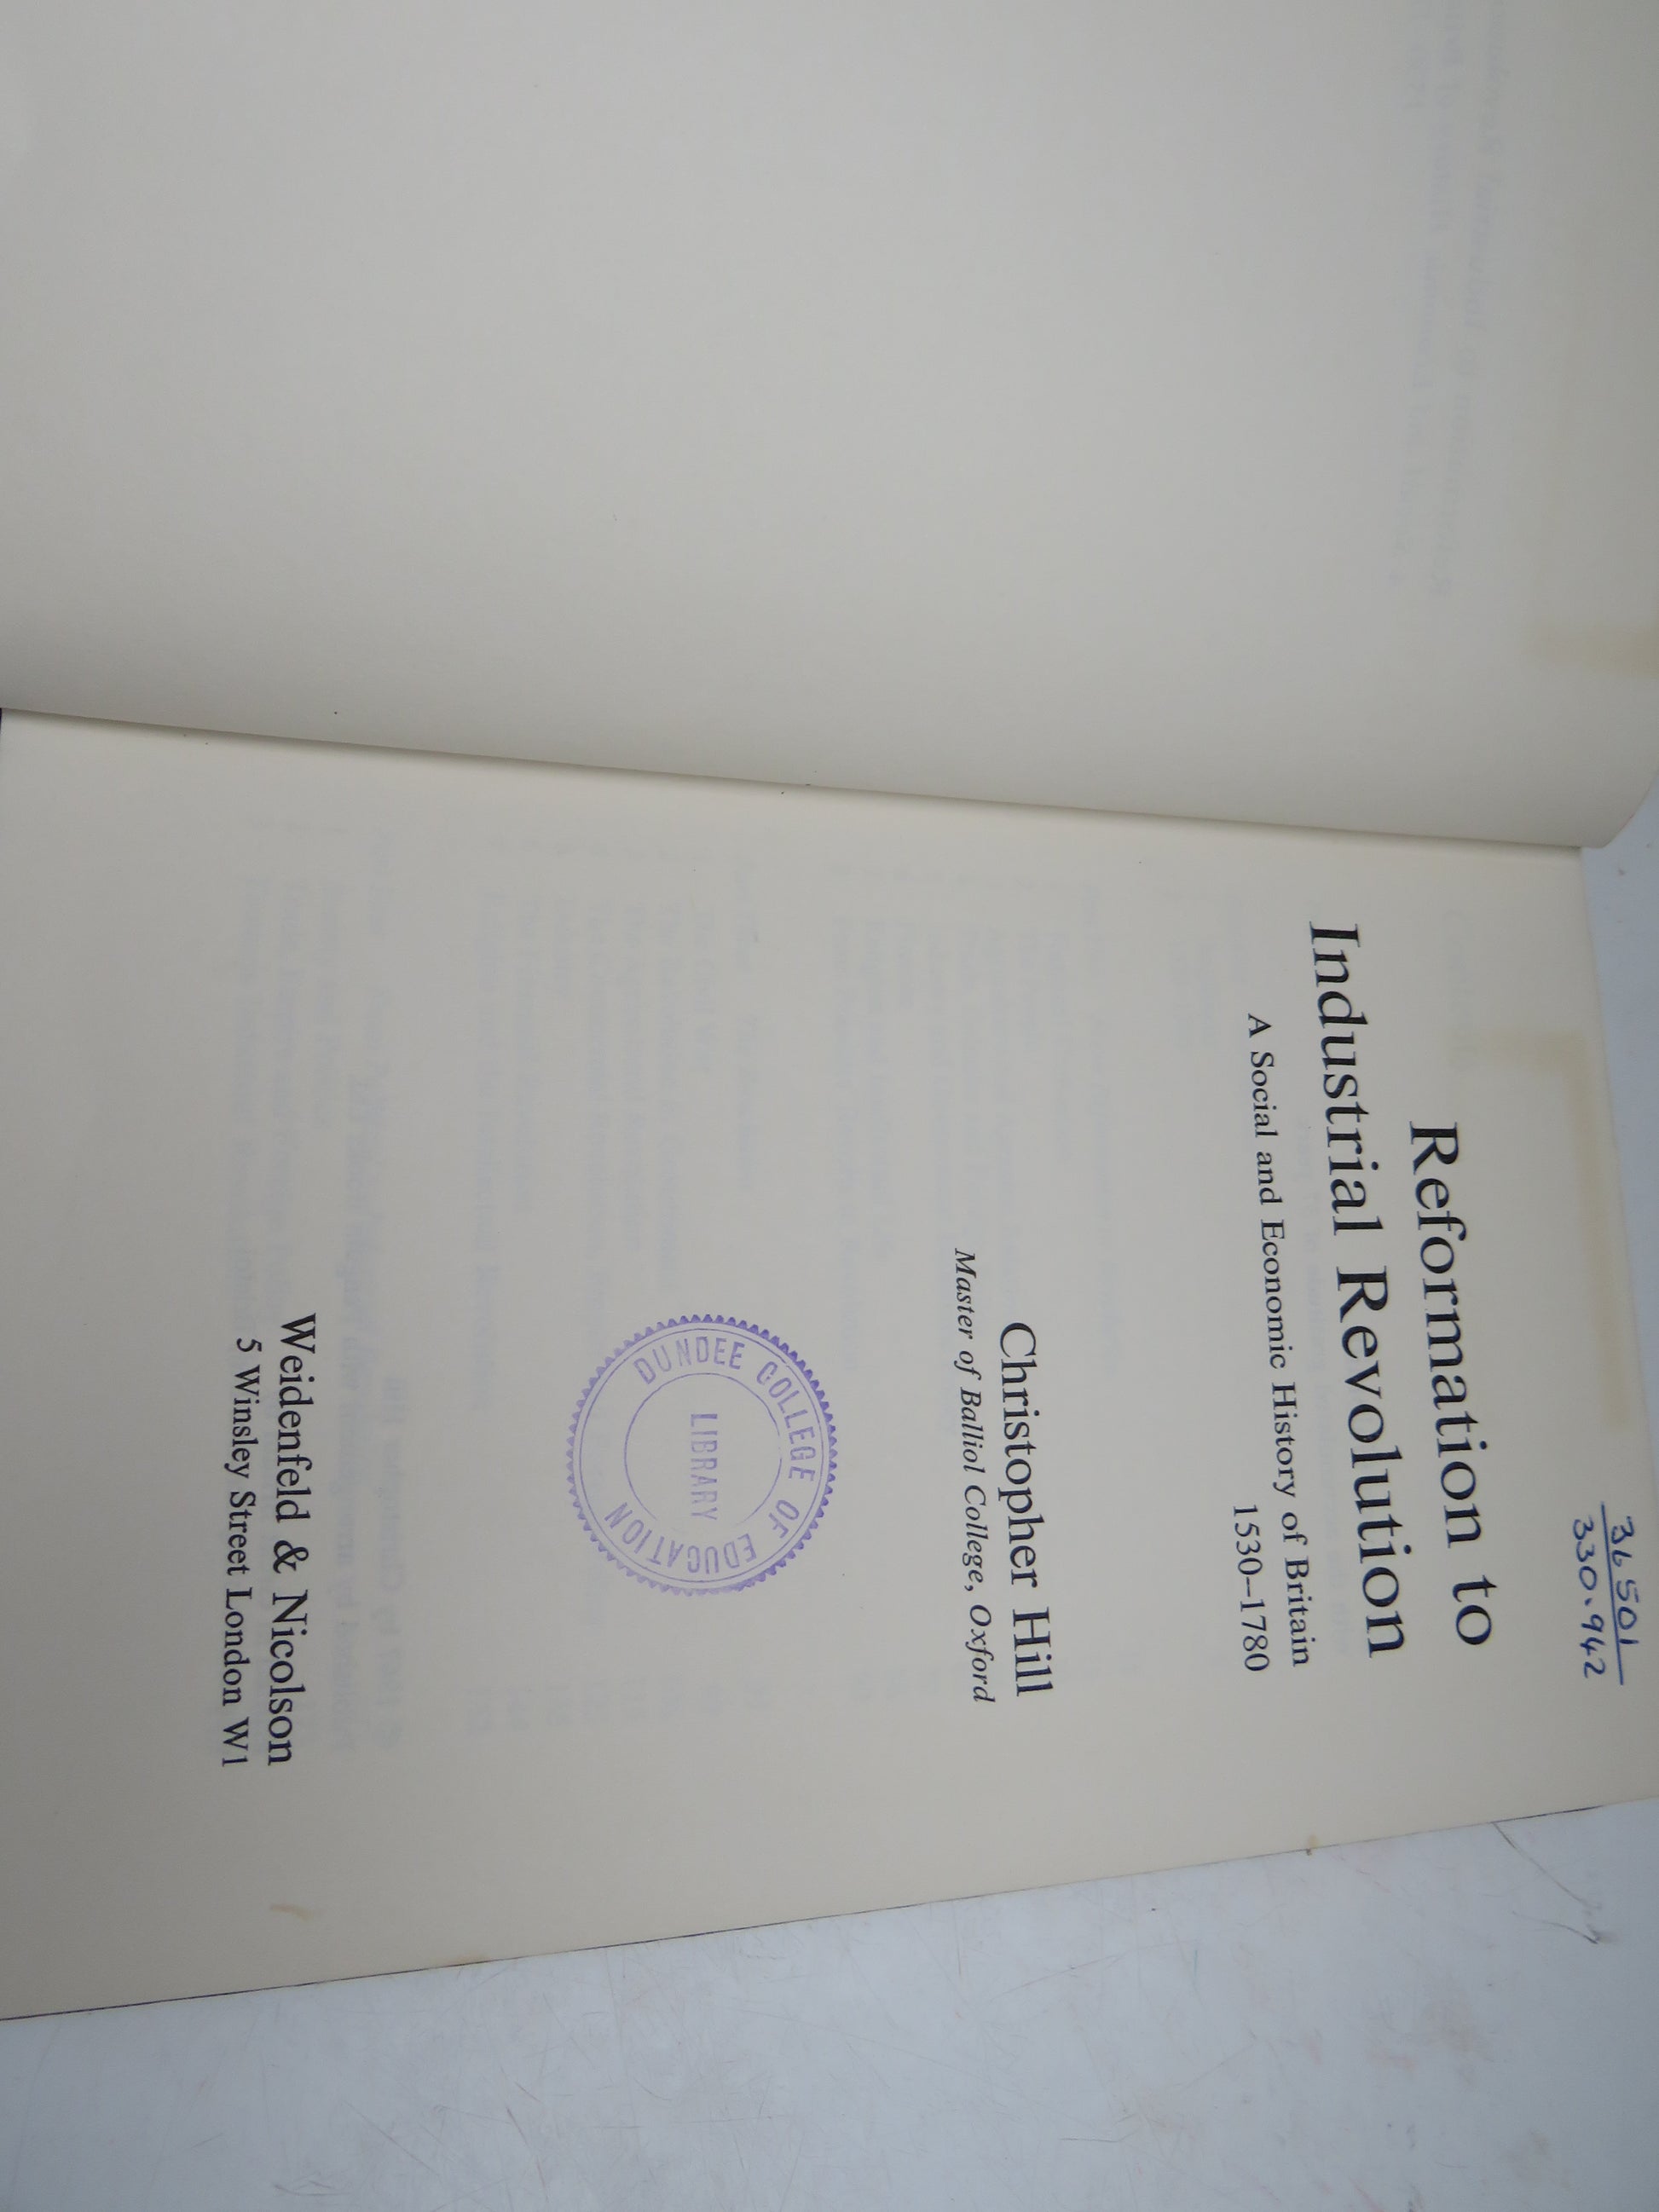 36501
330.942
Reformation to
Industrial Revolution
A Social and Economic History of Britain
1530–1780
Christopher Hill
Master of Balliol College, Oxford
DUNDEE COLLEGE OF EDUCATION
LIBRARY
Weidenfeld & Nicolson
5 Winsley Street London W1